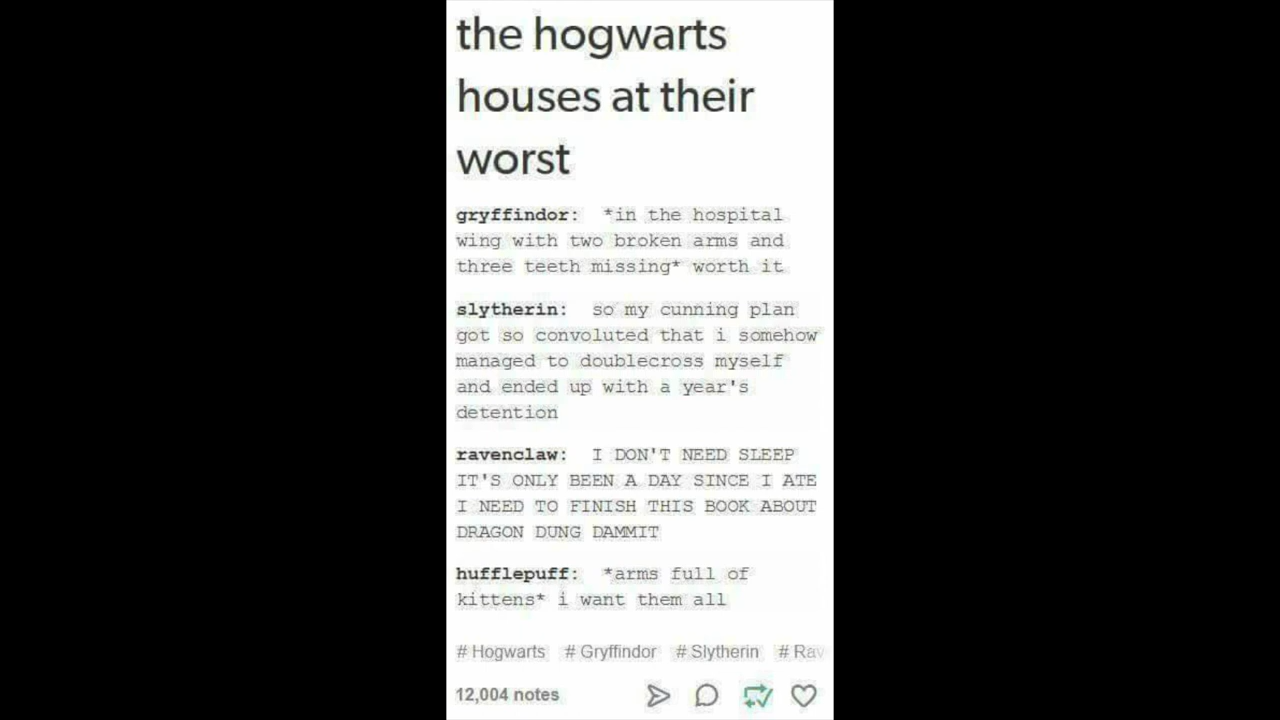 the hogwarts
houses at their
worst
gryffindor: *in the hospital
wing with two broken arms and
three teeth missing* worth it
slytherin: so my cunning plan
got so convoluted that i somehow
managed to doublecross myself
and ended up with a year's
detention
ravenclaw: I DON'T NEED SLEEP
IT'S ONLY BEEN A DAY SINCE I ATE
I NEED TO FINISH THIS BOOK ABOUT
DRAGON DUNG DAMMIT
hufflepuff: *arms full of
kittens* i want them all
# Hogwarts # Gryffindor # Slytherin # Rav
12,004 notes